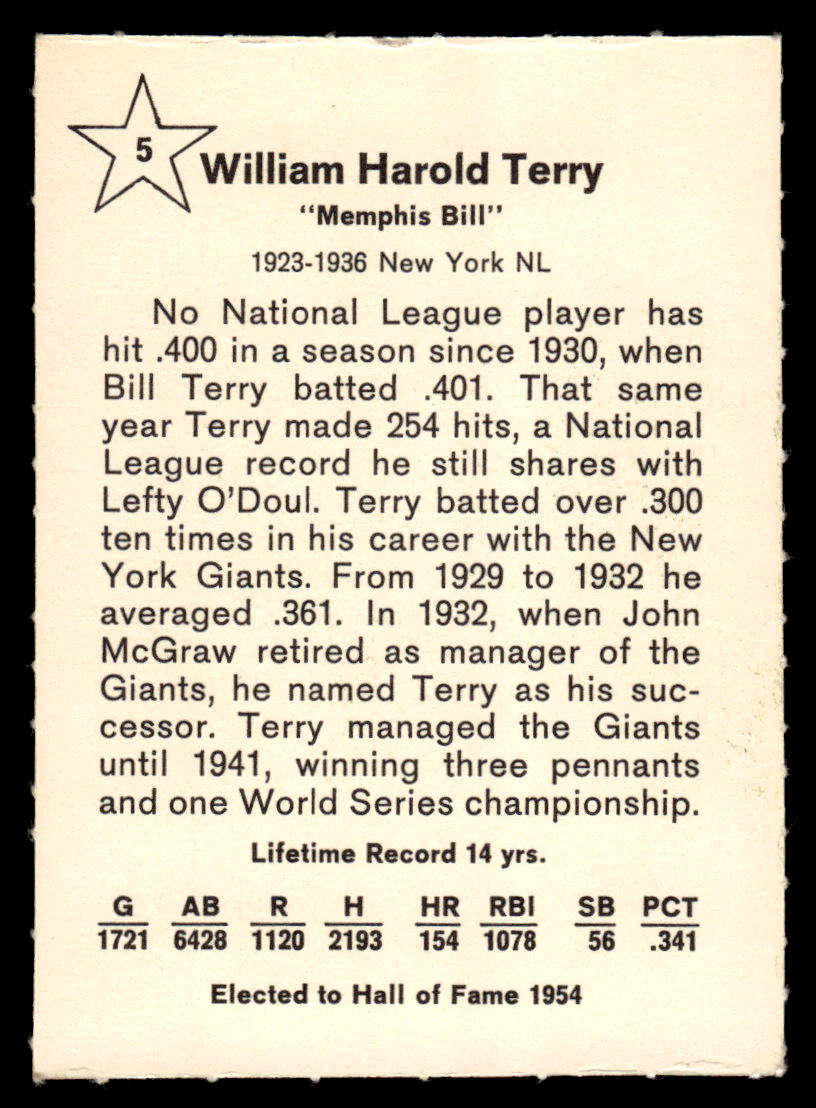 5
William Harold Terry
"Memphis Bill"
1923-1936 New York NL
No National League player has
hit .400 in a season since 1930, when
Bill Terry batted .401. That same
year Terry made 254 hits, a National
League record he still shares with
Lefty O'Doul. Terry batted over .300
ten times in his career with the New
York Giants. From 1929 to 1932 he
averaged .361. In 1932, when John
McGraw retired as manager of the
Giants, he named Terry as his suc-
cessor. Terry managed the Giants
until 1941, winning three pennants
and one World Series championship.
Lifetime Record 14 yrs.
G AB R H HR RBI SB PCT
1721 6428 1120 2193 154 1078 56 .341
Elected to Hall of Fame 1954